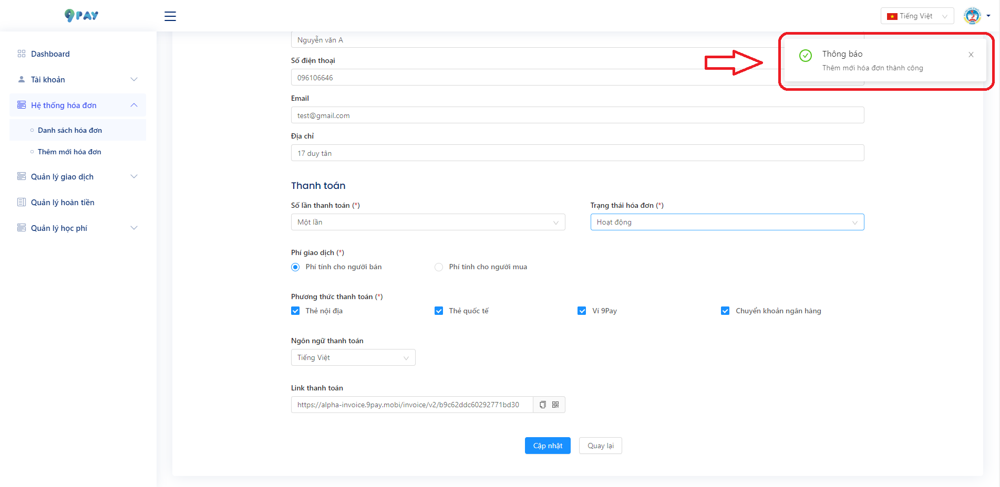 9PAY
Tiếng Việt
Dashboard
Tài khoản
Hệ thống hóa đơn
Danh sách hóa đơn
Thêm mới hóa đơn
Quản lý giao dịch
Quản lý hoàn tiền
Quản lý học phí
Thông báo
Thêm mới hóa đơn thành công
Nguyễn văn A
Số điện thoại
096106646
Email
test@gmail.com
Địa chỉ
17 duy tân
Thanh toán
Số lần thanh toán (*)
Một lần
Trạng thái hóa đơn (*)
Hoạt động
Phí giao dịch (*)
Phí tính cho người bán
Phí tính cho người mua
Phương thức thanh toán (*)
Thẻ nội địa
Thẻ quốc tế
Ví 9Pay
Chuyển khoản ngân hàng
Ngôn ngữ thanh toán
Tiếng Việt
Link thanh toán
https://alpha-invoice.9pay.mobi/invoice/v2/b9c62ddc60292771bd30
Cập nhật
Quay lại